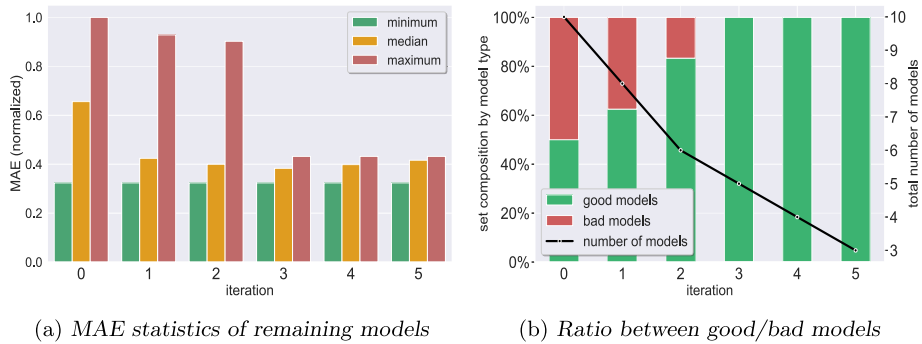 1.0
0.8
0.6
0.4
0.2
0.0
MAE (normalized)
minimum
median
maximum
0 1 2 3 4 5
iteration
(a) MAE statistics of remaining models
100%
80%
60%
40%
20%
0%
set composition by model type
good models
bad models
number of models
10
9
8
7
6
5
4
3
total number of models
0 1 2 3 4 5
iteration
(b) Ratio between good/bad models